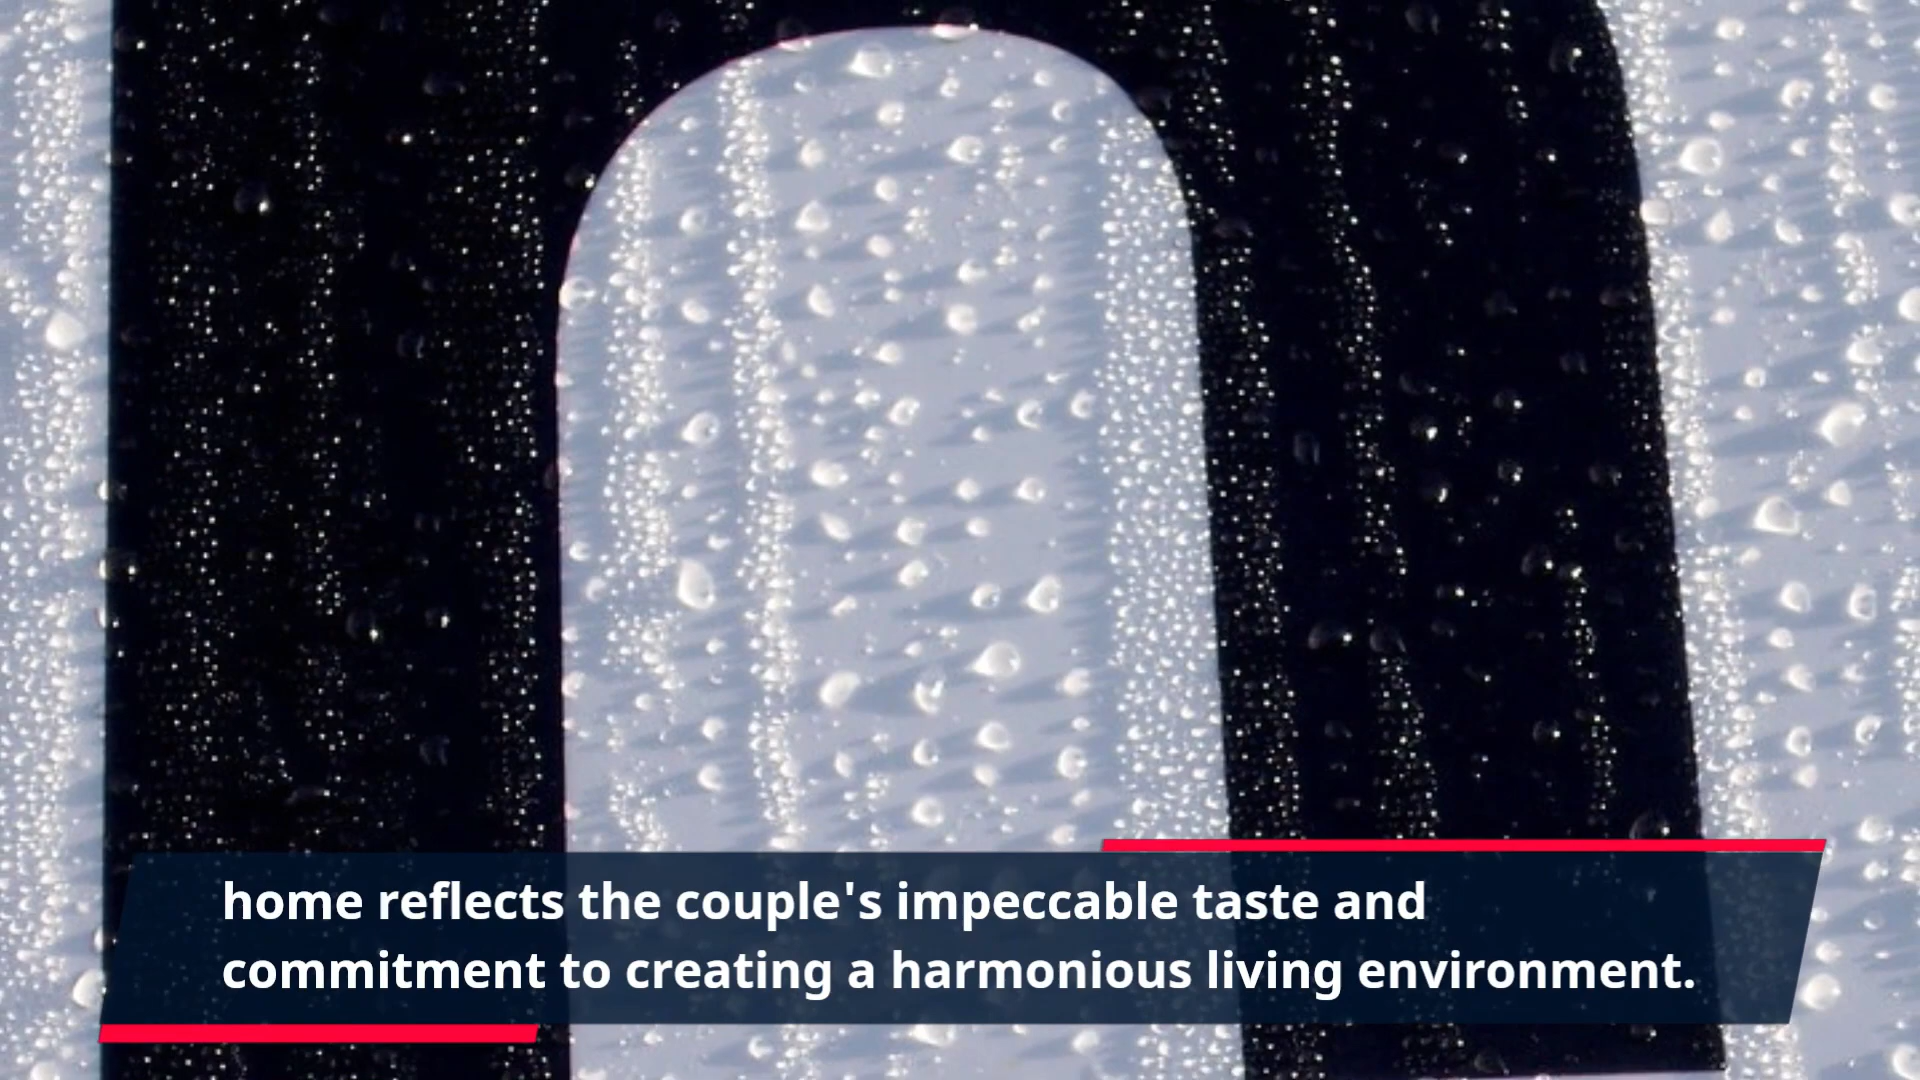 home reflects the couple's impeccable taste and
commitment to creating a harmonious living environment.